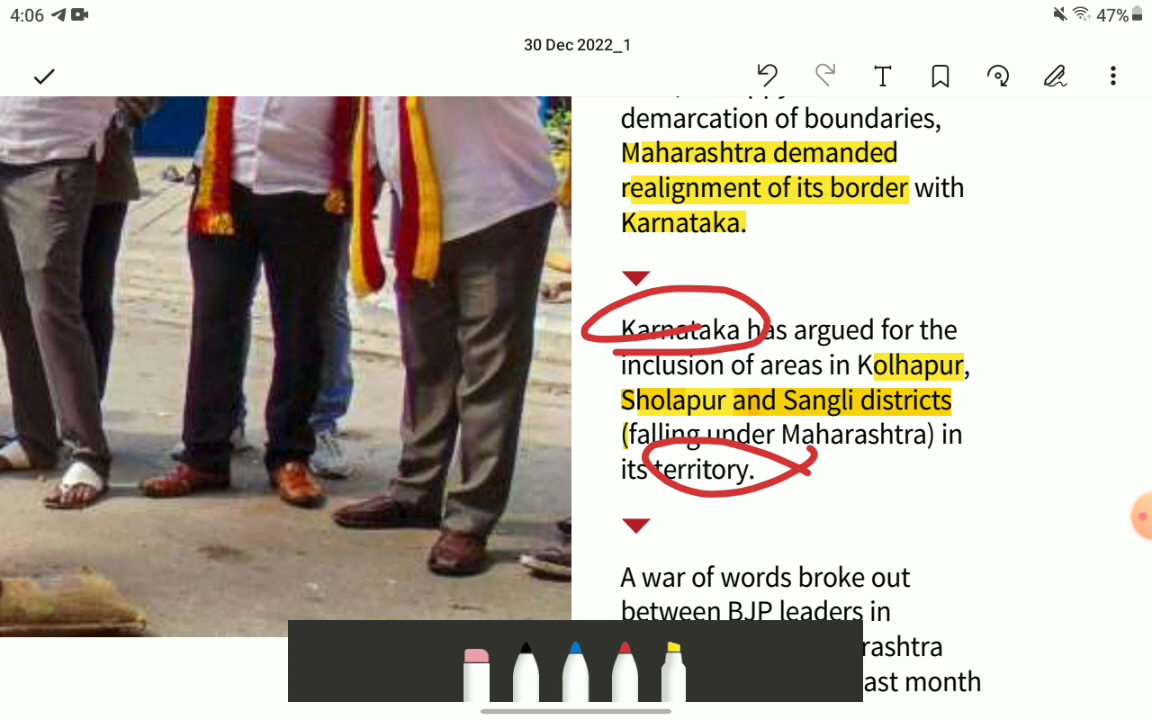 4:06
47%
30 Dec 2022_1
T
demarcation of boundaries,
Maharashtra demanded
realignment of its border with
Karnataka.
Karnataka has argued for the
inclusion of areas in Kolhapur,
Sholapur and Sangli districts
(falling under Maharashtra) in
its territory.
A war of words broke out
between BJP leaders in
rashtra
ast month